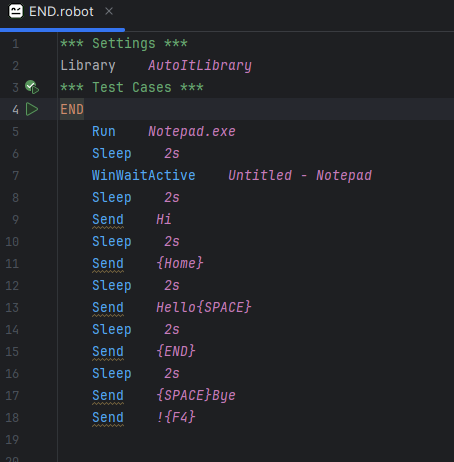 END.robot
1 *** Settings ***
2 Library    AutoItLibrary
3 *** Test Cases ***
4 END
5     Run    Notepad.exe
6     Sleep    2s
7     WinWaitActive    Untitled - Notepad
8     Sleep    2s
9     Send    Hi
10     Sleep    2s
11     Send    {Home}
12     Sleep    2s
13     Send    Hello{SPACE}
14     Sleep    2s
15     Send    {END}
16     Sleep    2s
17     Send    {SPACE}Bye
18     Send    !{F4}
19
20